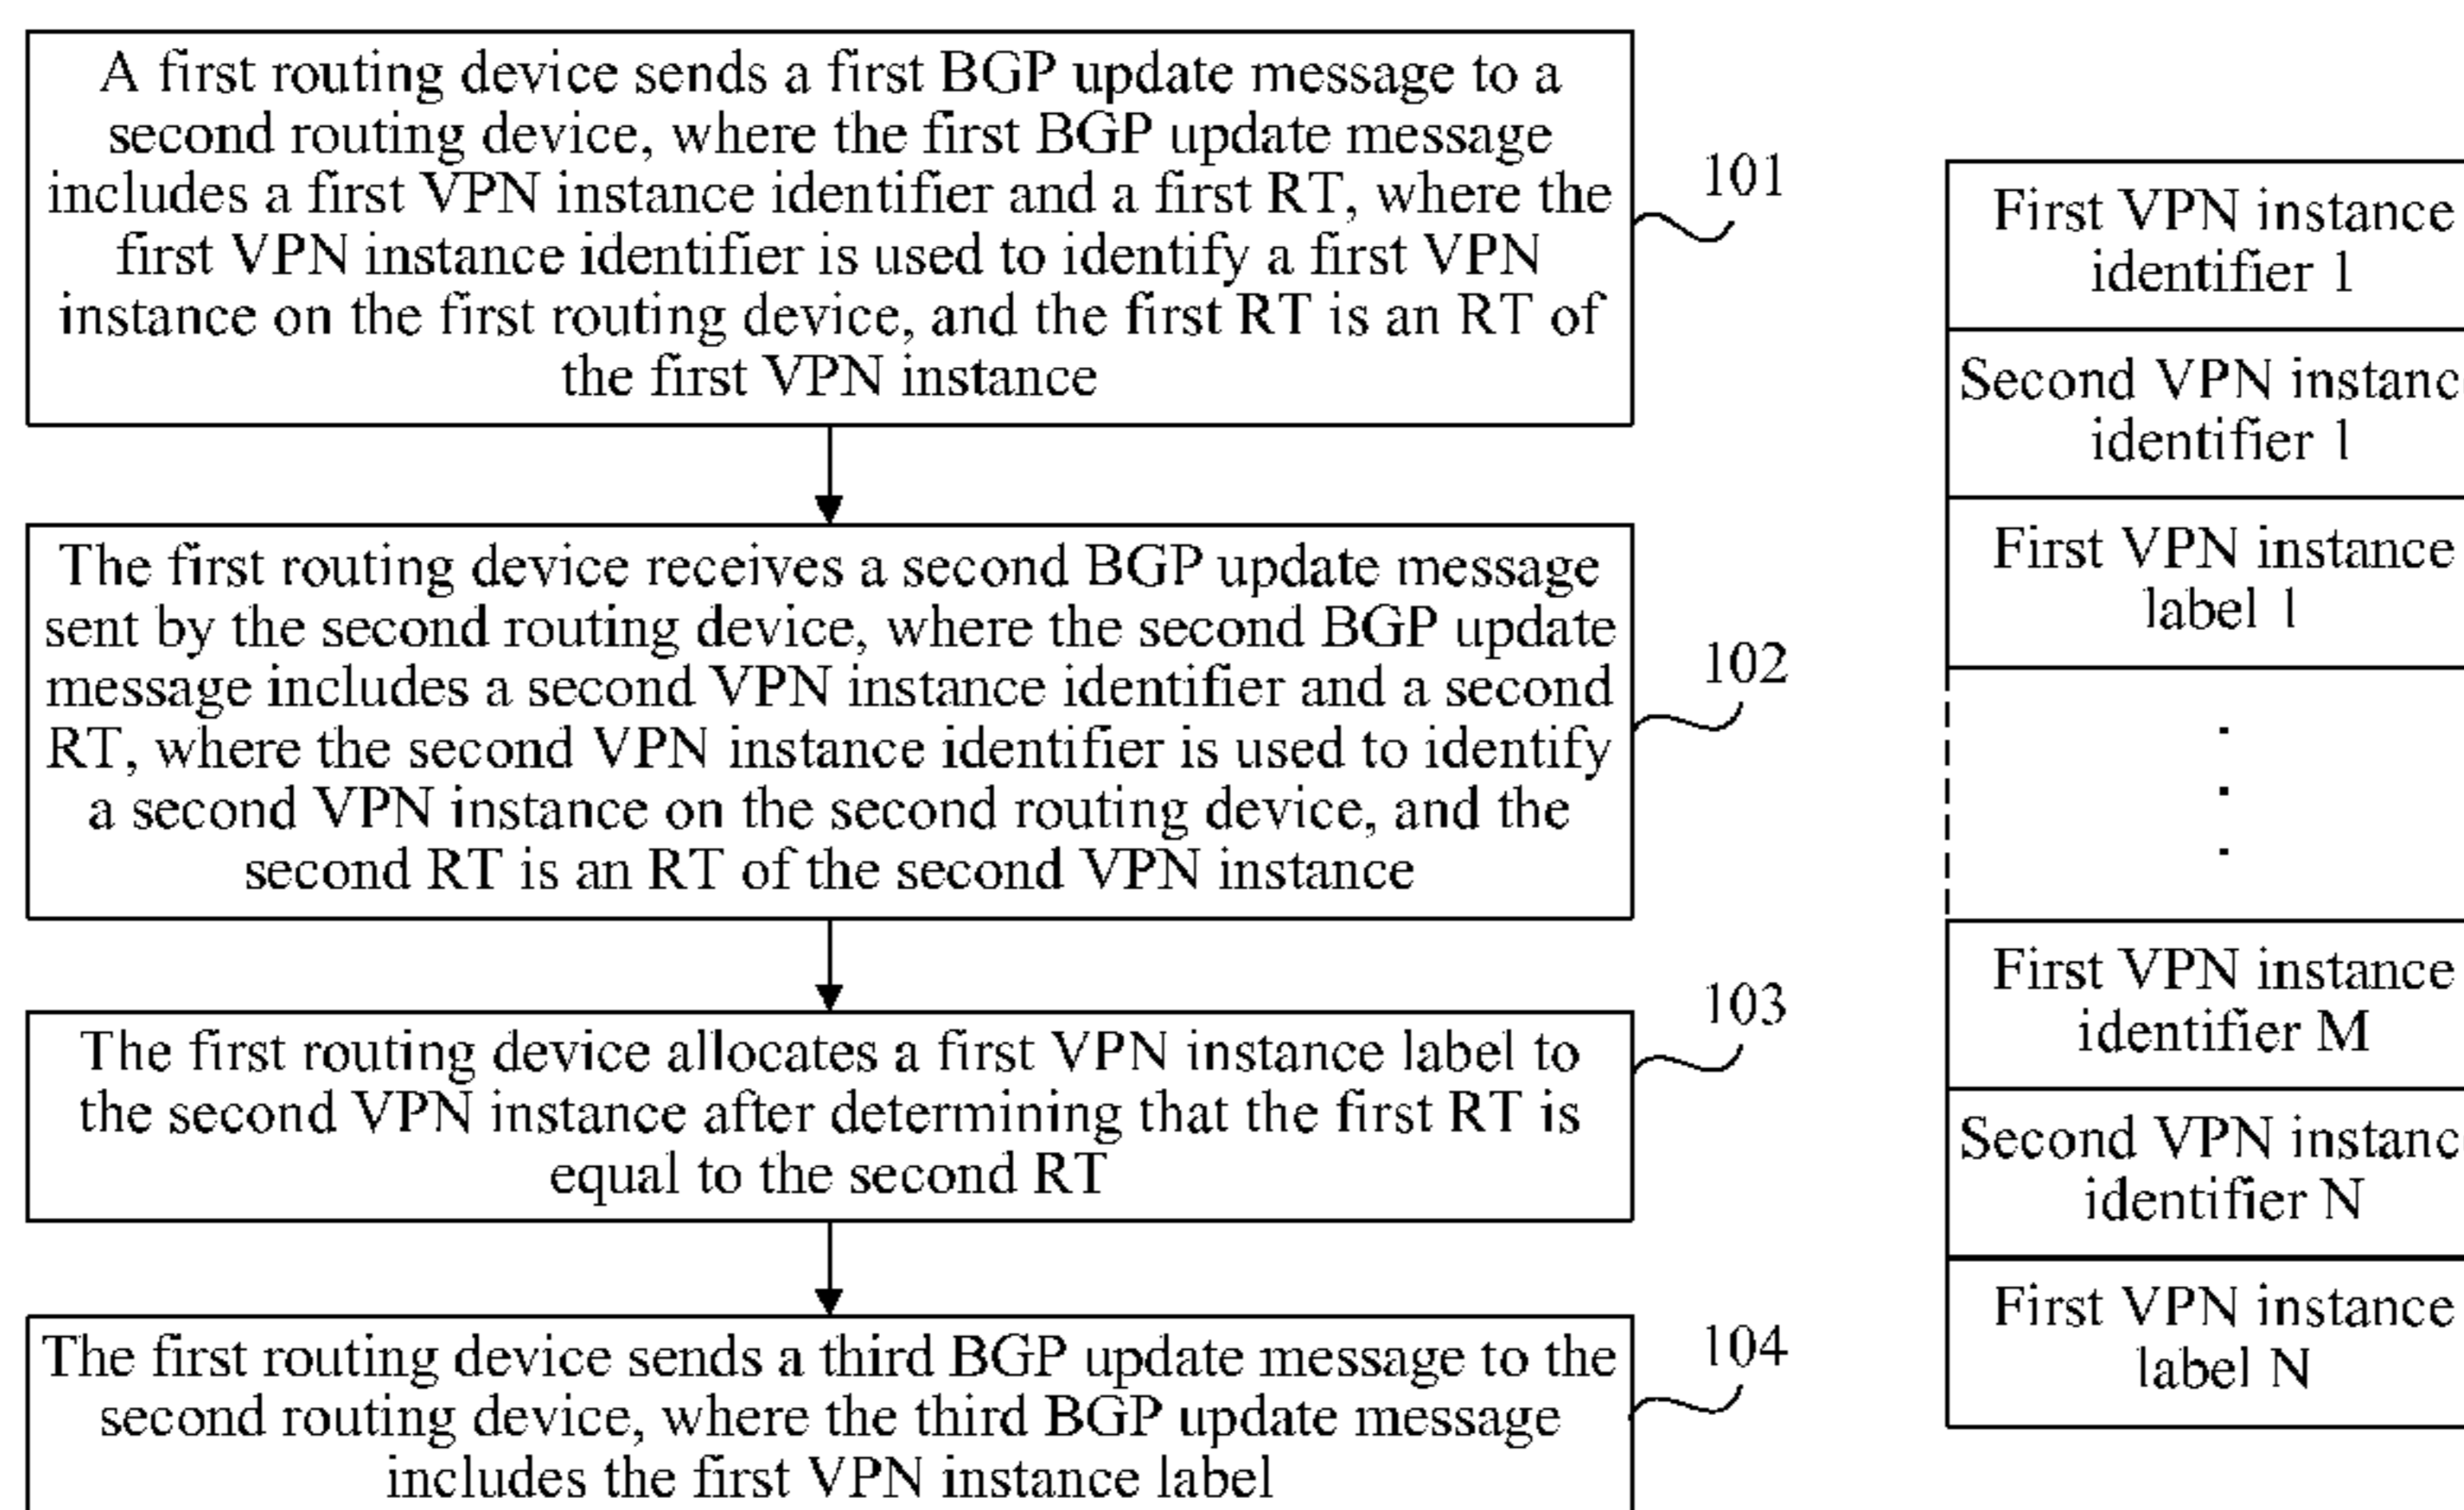 A first routing device sends a first BGP update message to a
second routing device, where the first BGP update message
includes a first VPN instance identifier and a first RT, where the
first VPN instance identifier is used to identify a first VPN
instance on the first routing device, and the first RT is an RT of
the first VPN instance
101
The first routing device receives a second BGP update message
sent by the second routing device, where the second BGP update
message includes a second VPN instance identifier and a second
RT, where the second VPN instance identifier is used to identify
a second VPN instance on the second routing device, and the
second RT is an RT of the second VPN instance
102
The first routing device allocates a first VPN instance label to
the second VPN instance after determining that the first RT is
equal to the second RT
103
The first routing device sends a third BGP update message to the
second routing device, where the third BGP update message
includes the first VPN instance label
104
First VPN instance
identifier 1
Second VPN instanc
identifier 1
First VPN instance
label 1
First VPN instance
identifier M
Second VPN instanc
identifier N
First VPN instance
label N